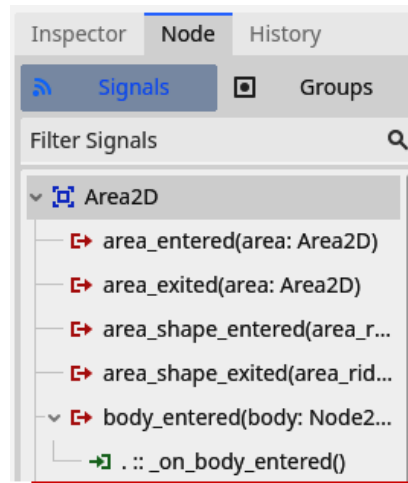 Inspector Node History
Signals Groups
Filter Signals
Area2D
area_entered(area: Area2D)
area_exited(area: Area2D)
area_shape_entered(area_r...
area_shape_exited(area_rid...
body_entered(body: Node2...
. :: _on_body_entered()